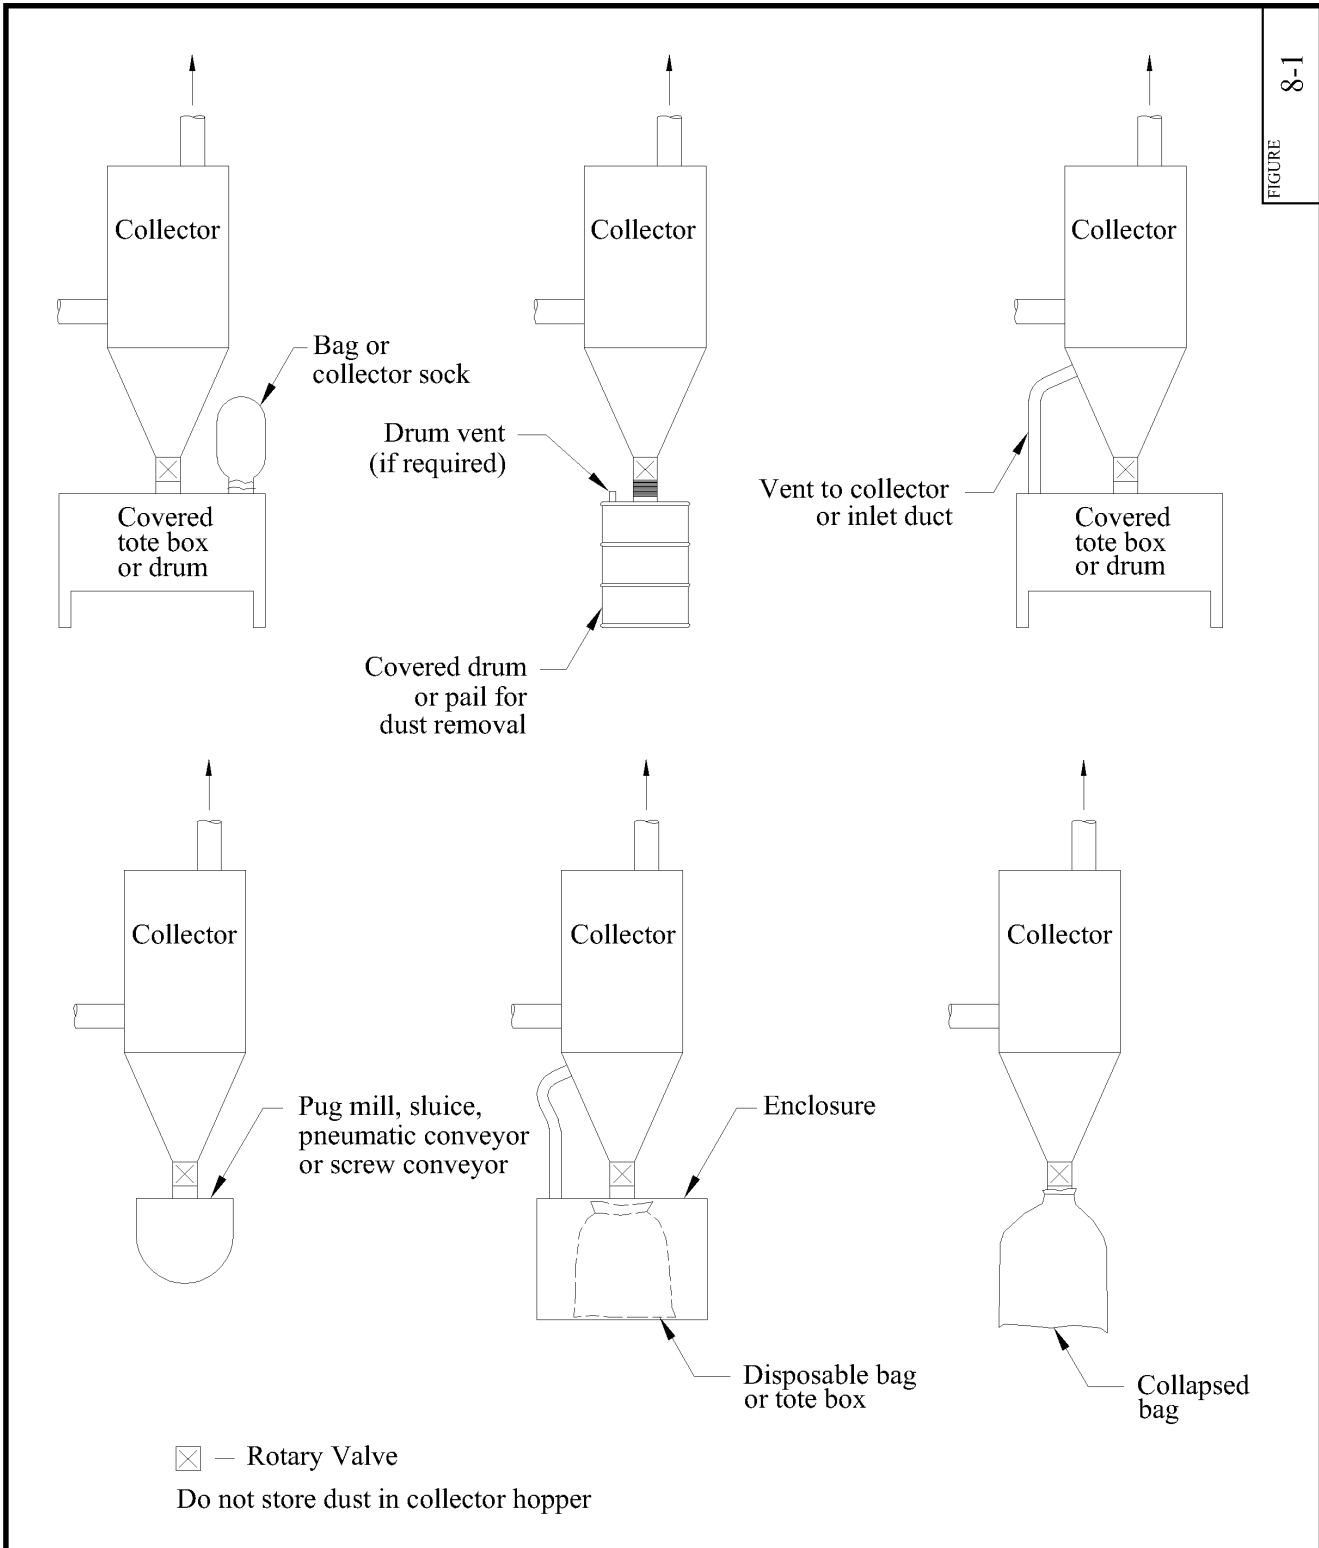 FIGURE
8-1
Collector
Collector
Collector
Bag or
collector sock
Drum vent
(if required)
Vent to collector
or inlet duct
Covered
tote box
or drum
Covered
tote box
or drum
Covered drum
or pail for
dust removal
Collector
Collector
Collector
Pug mill, sluice,
pneumatic conveyor
or screw conveyor
Enclosure
Disposable bag
or tote box
Collapsed
bag
— Rotary Valve
Do not store dust in collector hopper